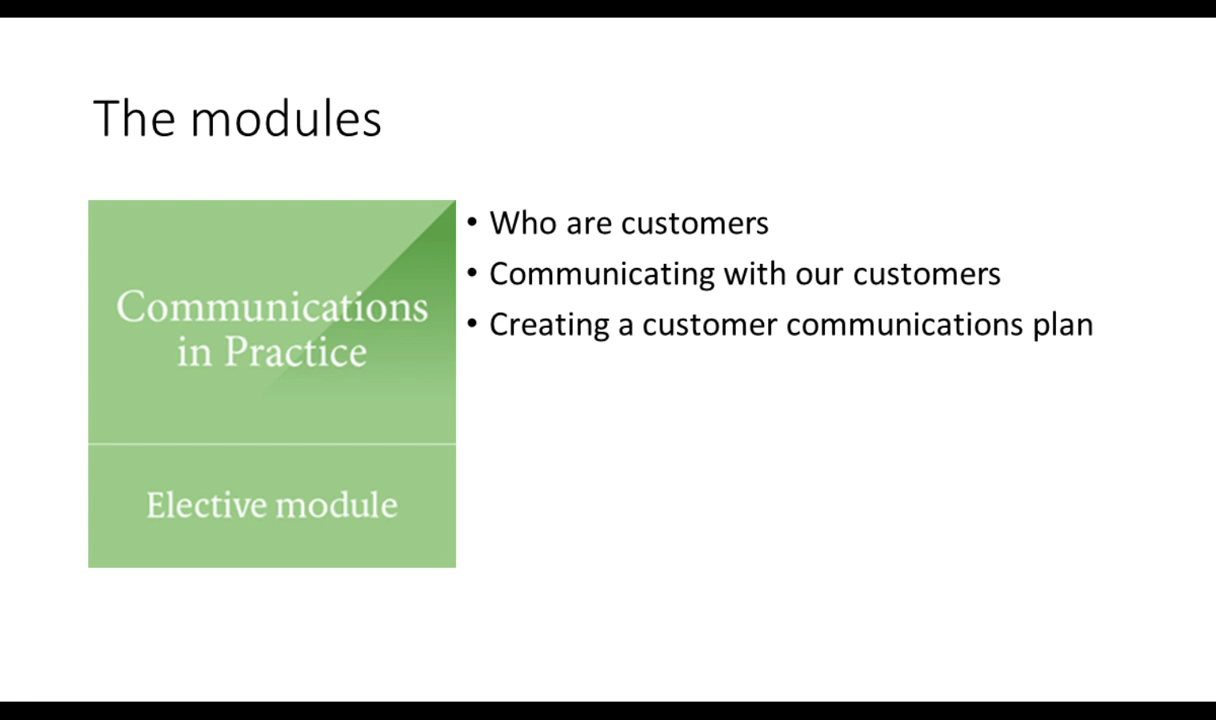 The modules
Communications
in Practice
Elective module
• Who are customers
• Communicating with our customers
• Creating a customer communications plan